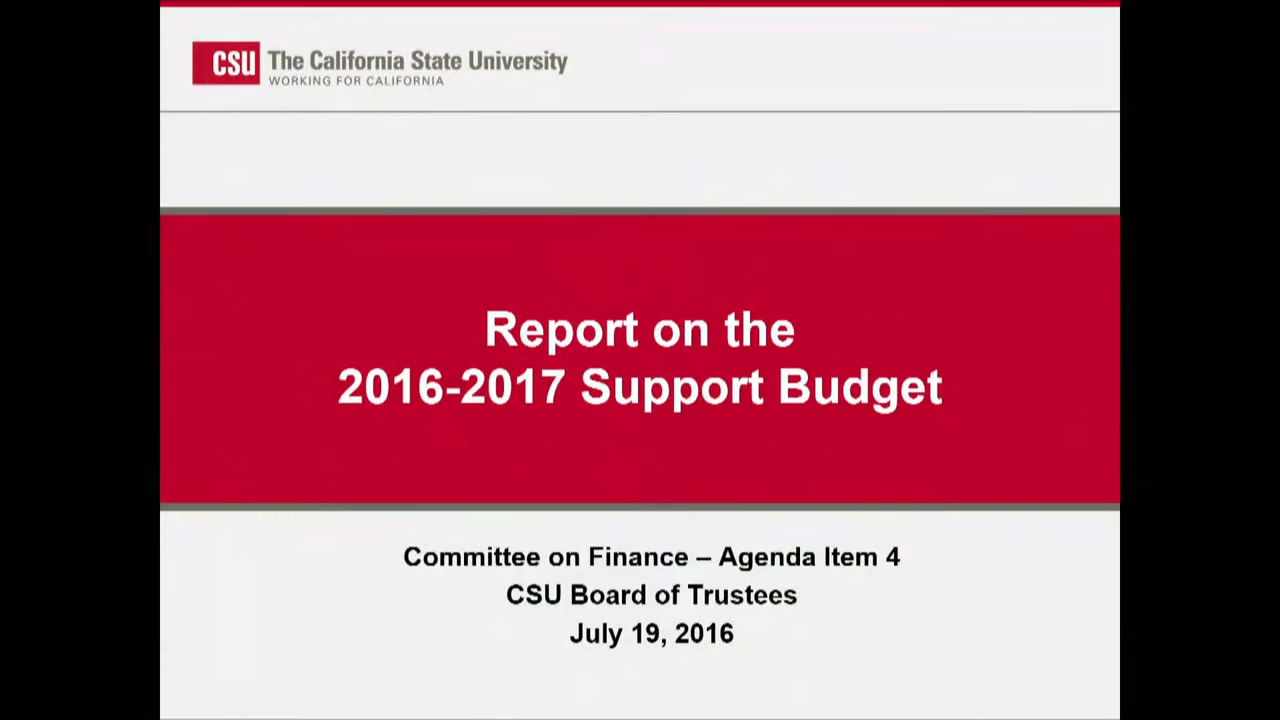 CSU The California State University
WORKING FOR CALIFORNIA
Report on the
2016-2017 Support Budget
Committee on Finance – Agenda Item 4
CSU Board of Trustees
July 19, 2016